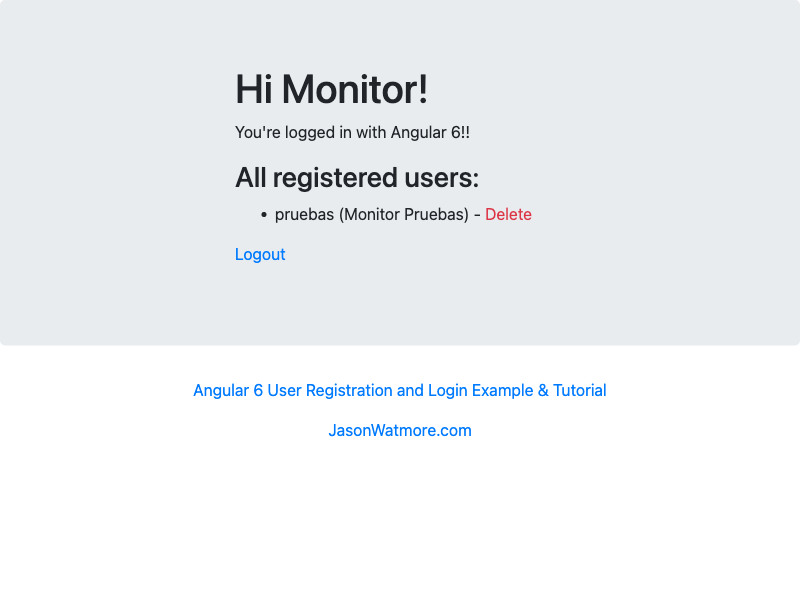 Hi Monitor!
You're logged in with Angular 6!!
All registered users:
• pruebas (Monitor Pruebas) - Delete
Logout
Angular 6 User Registration and Login Example & Tutorial
JasonWatmore.com